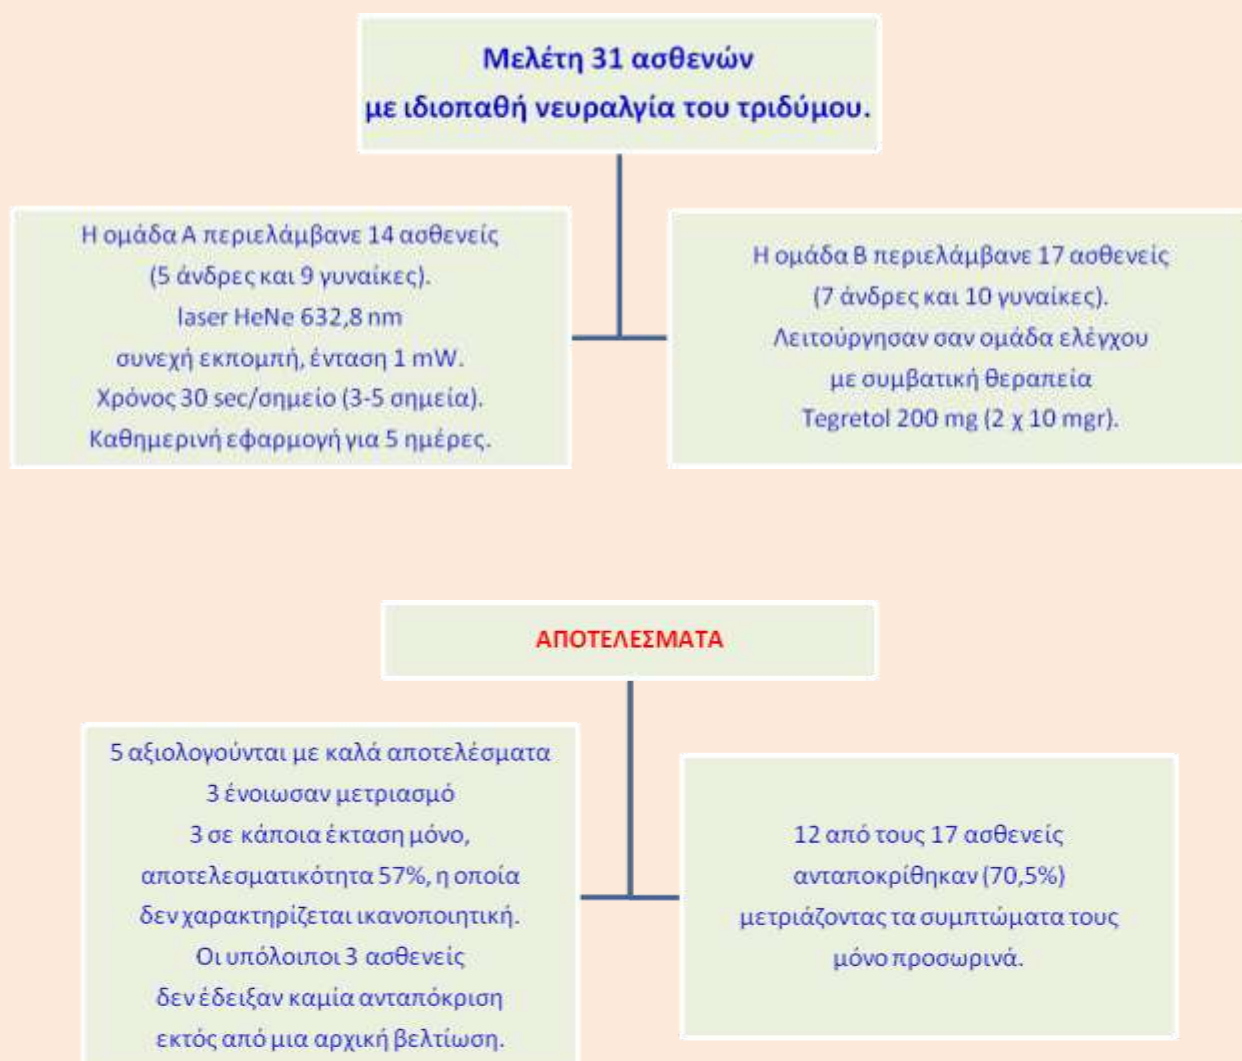 Μελέτη 31 ασθενών
με ιδιοπαθή νευραλγία του τριδύμου.
Η ομάδα Α περιελάμβανε 14 ασθενείς
(5 άνδρες και 9 γυναίκες).
laser HeNe 632,8 nm
συνεχή εκπομπή, ένταση 1 mW.
Χρόνος 30 sec/σημείο (3-5 σημεία).
Καθημερινή εφαρμογή για 5 ημέρες.
Η ομάδα Β περιελάμβανε 17 ασθενείς
(7 άνδρες και 10 γυναίκες).
Λειτούργησαν σαν ομάδα ελέγχου
με συμβατική θεραπεία
Tegretol 200 mg (2 χ 10 mgr).
ΑΠΟΤΕΛΕΣΜΑΤΑ
5 αξιολογούνται με καλά αποτελέσματα
3 ένοιωσαν μετριασμό
3 σε κάποια έκταση μόνο,
αποτελεσματικότητα 57%, η οποία
δεν χαρακτηρίζεται ικανοποιητική.
Οι υπόλοιποι 3 ασθενείς
δεν έδειξαν καμία ανταπόκριση
εκτός από μια αρχική βελτίωση.
12 από τους 17 ασθενείς
ανταποκρίθηκαν (70,5%)
μετριάζοντας τα συμπτώματα τους
μόνο προσωρινά.